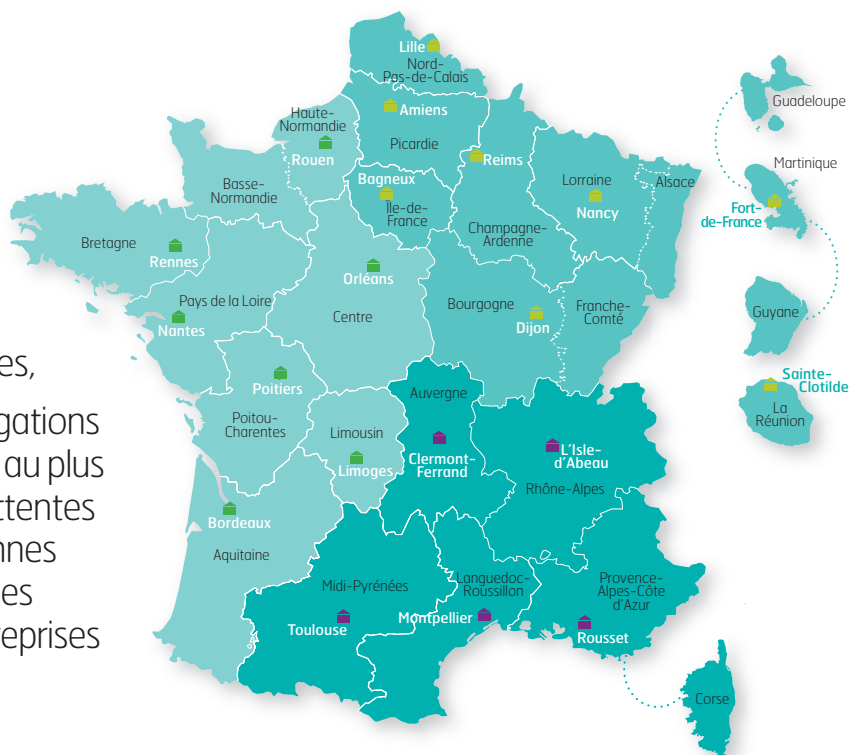 Lille
Nord-
Pas-de-Calais
Amiens
Picardie
Haute-
Normandie
Rouen
Reims
Bagneux
Île-de-
France
Lorraine
Nancy
Alsace
Basse-
Normandie
Champagne-
Ardenne
Bretagne
Rennes
Orléans
Centre
Pays de la Loire
Nantes
Bourgogne
Dijon
Franche-
Comté
Poitiers
Poitou-
Charentes
Auvergne
Clermont-
Ferrand
Limousin
Limoges
L'Isle-
d'Abeau
Rhône-Alpes
Bordeaux
Aquitaine
Midi-Pyrénées
Toulouse
Languedoc-
Roussillon
Montpellier
Provence-
Alpes-Côte
d'Azur
Rousset
Corse
Guadeloupe
Martinique
Fort-
de-France
Guyane
Sainte-
Clotilde
La
Réunion
es,
gations
au plus
ttentes
nnes
es
reprises